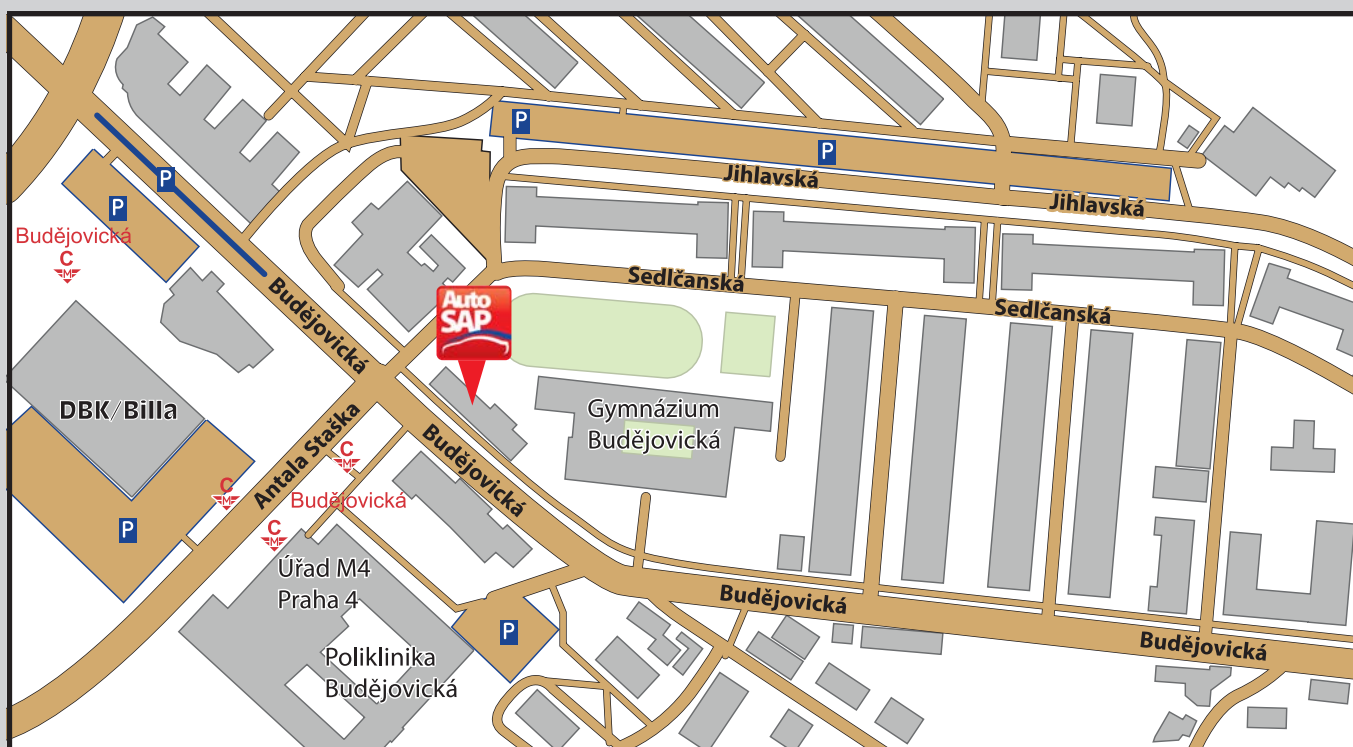 P
P
Jihlavská
P
Jihlavská
P
Budějovická
C
M
Sedlčanská
Budějovická
Auto
SAP
Sedlčanská
DBK/Billa
Gymnázium
Budějovická
Antala Staška
Budějovická
C
M
C
M
Budějovická
P
C
M
Úřad M4
Praha 4
Budějovická
P
Budějovická
Poliklinika
Budějovická